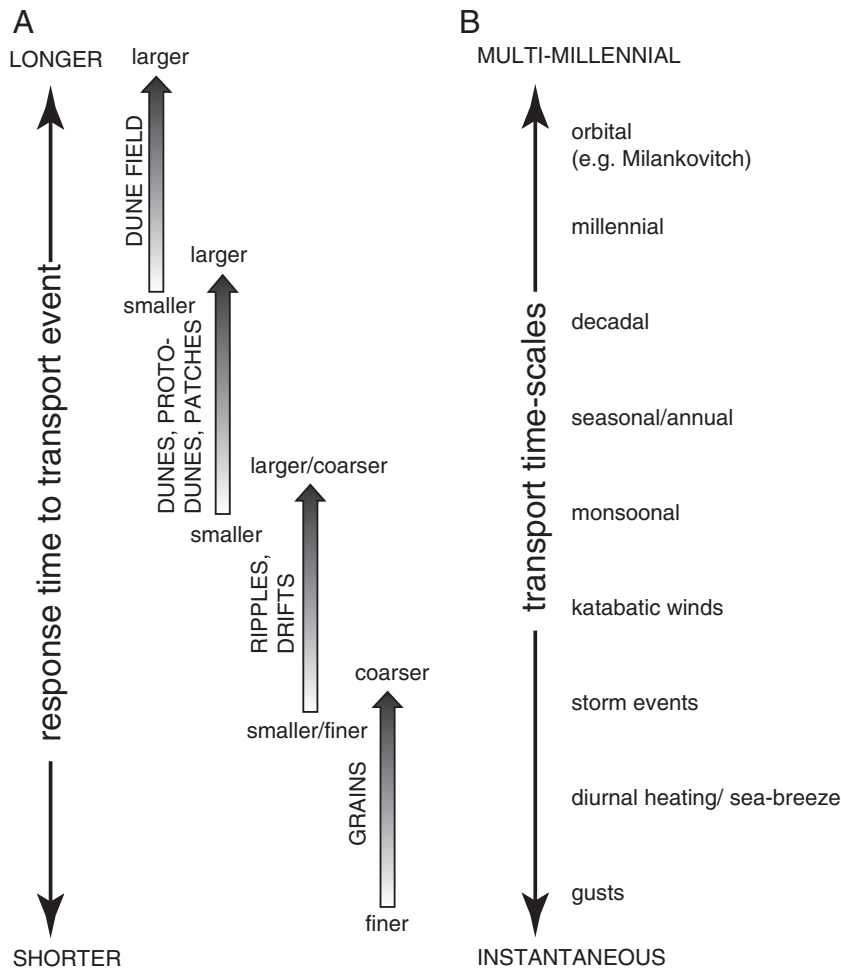 A
LONGER
larger
DUNE FIELD
smaller
larger
DUNES, PROTO-
DUNES, PATCHES
smaller
larger/coarser
RIPPLES,
DRIFTS
smaller/finer
coarser
GRAINS
finer
response time to transport event
SHORTER
B
MULTI-MILLENNIAL
orbital
(e.g. Milankovitch)
millennial
decadal
seasonal/annual
monsoonal
katabatic winds
storm events
diurnal heating/ sea-breeze
gusts
transport time-scales
INSTANTANEOUS